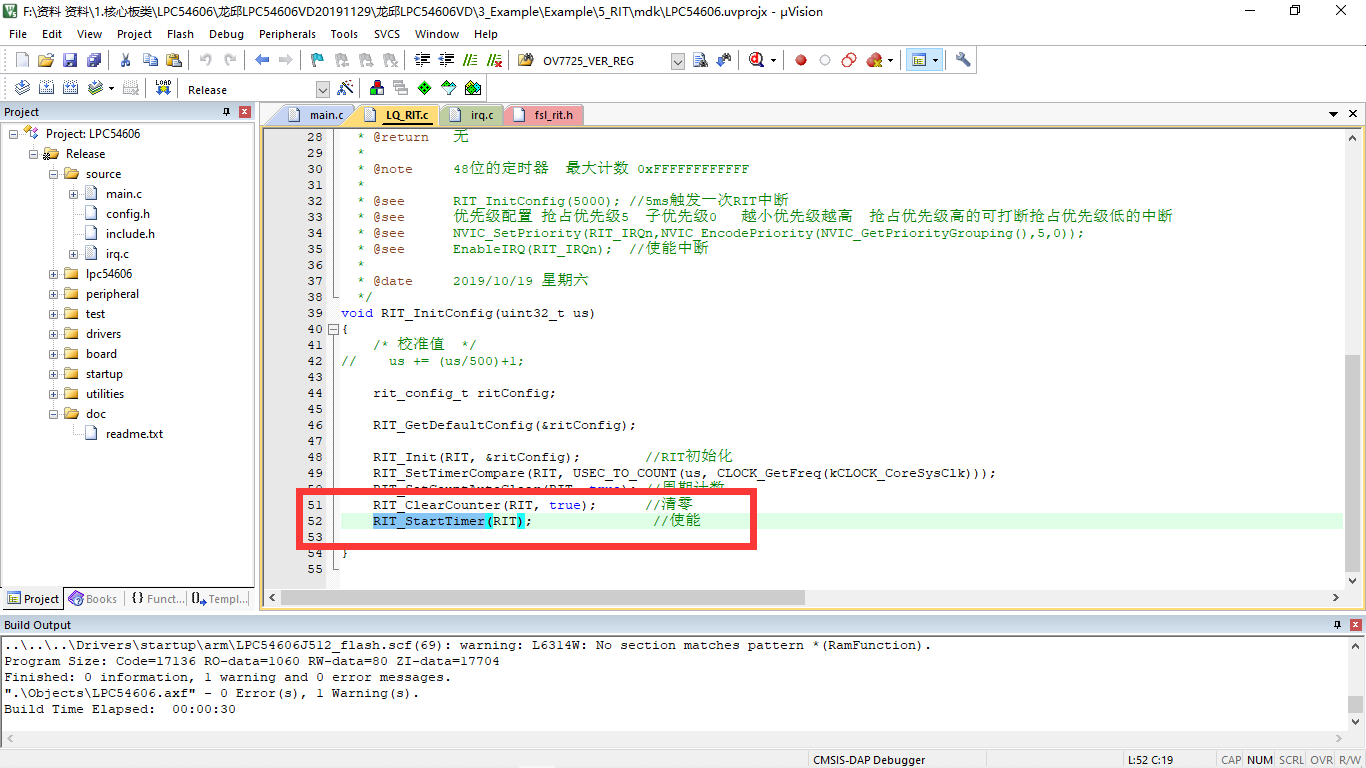 F:\资料 资料\1.核心板类\LPC54606\龙邱LPC54606VD20191129\龙邱LPC54606VD\3_Example\Example\5_RIT\mdk\LPC54606.uvprojx - µVision
File Edit View Project Flash Debug Peripherals Tools SVCS Window Help
OV7725_VER_REG
LOAD
Release
Project
main.c LQ_RIT.c irq.c fsl_rit.h
Project: LPC54606
Release
source
main.c
config.h
include.h
irq.c
lpc54606
peripheral
test
drivers
board
startup
utilities
doc
readme.txt
28 * @return 无
29 *
30 * @note 48位的定时器 最大计数 0xFFFFFFFFFFFF
31 *
32 * @see RIT_InitConfig(5000); //5ms触发一次RIT中断
33 * @see 优先级配置 抢占优先级5 子优先级0 越小优先级越高 抢占优先级高的可打断抢占优先级低的中断
34 * @see NVIC_SetPriority(RIT_IRQn,NVIC_EncodePriority(NVIC_GetPriorityGrouping(),5,0));
35 * @see EnableIRQ(RIT_IRQn); //使能中断
36 *
37 * @date 2019/10/19 星期六
38 */
39 void RIT_InitConfig(uint32_t us)
40 {
41 /* 校准值 */
42 // us += (us/500)+1;
43
44 rit_config_t ritConfig;
45
46 RIT_GetDefaultConfig(&ritConfig);
47
48 RIT_Init(RIT, &ritConfig); //RIT初始化
49 RIT_SetTimerCompare(RIT, USEC_TO_COUNT(us, CLOCK_GetFreq(kCLOCK_CoreSysClk)));
50 RIT_SetCountAutoClear(RIT, true); //周期计数
51 RIT_ClearCounter(RIT, true); //清零
52 RIT_StartTimer(RIT); //使能
53
54 }
55
Project Books {} Funct... Templ...
Build Output
..\..\..\Drivers\startup\arm\LPC54606J512_flash.scf(69): warning: L6314W: No section matches pattern *(RamFunction).
Program Size: Code=17136 RO-data=1060 RW-data=80 ZI-data=17704
Finished: 0 information, 1 warning and 0 error messages.
".\Objects\LPC54606.axf" - 0 Error(s), 1 Warning(s).
Build Time Elapsed: 00:00:30
CMSIS-DAP Debugger L:52 C:19 CAP NUM SCRL OVR R/W